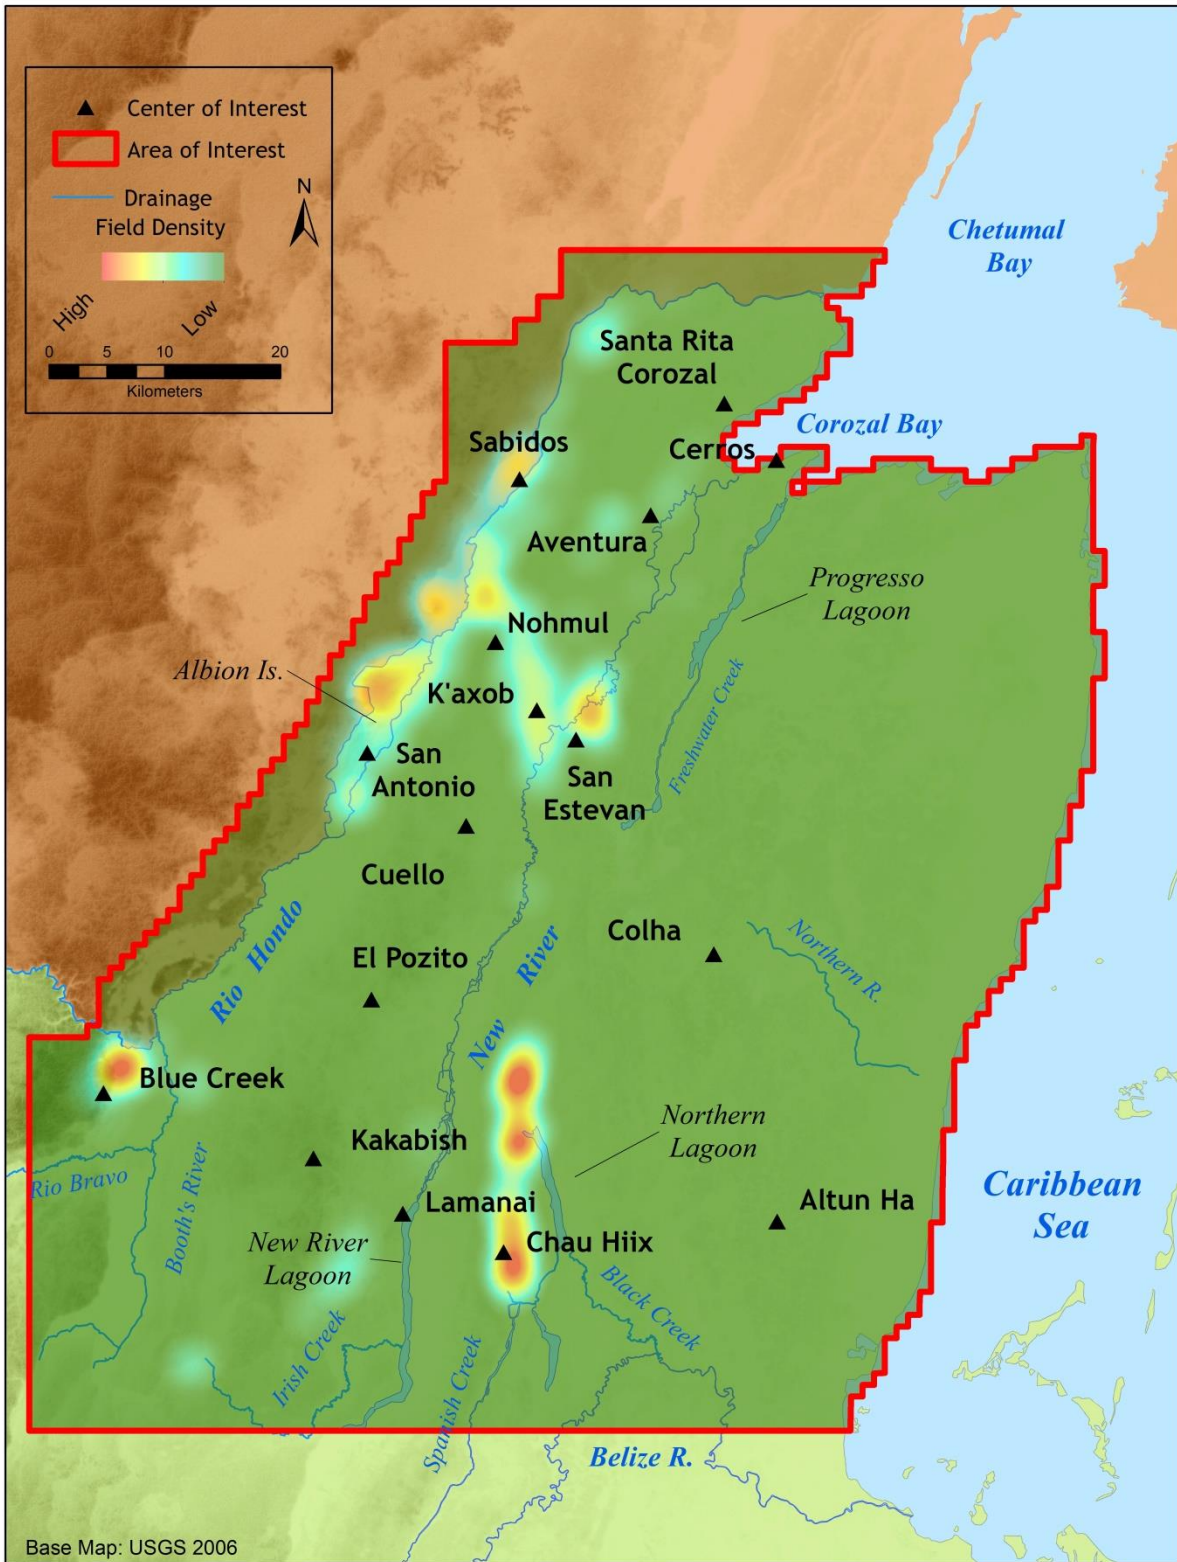 Center of Interest
Area of Interest
N
Drainage
Field Density
High
Low
0 5 10 20
Kilometers
Chetumal
Bay
Santa Rita
Corozal
Corozal Bay
Sabidos
Cerros
Aventura
Progresso
Lagoon
Nohmul
Albion Is.
K'axob
Freshwater Creek
San
Antonio
San
Estevan
Cuello
Rio Hondo
Colha
El Pozito
New River
Northern R.
Blue Creek
Northern
Lagoon
Kakabish
Rio Bravo
Booth's River
Lamanai
Altun Ha
Caribbean
Sea
New River
Lagoon
Chau Hiix
Black Creek
Irish Creek
Spanish Creek
Belize R.
Base Map: USGS 2006